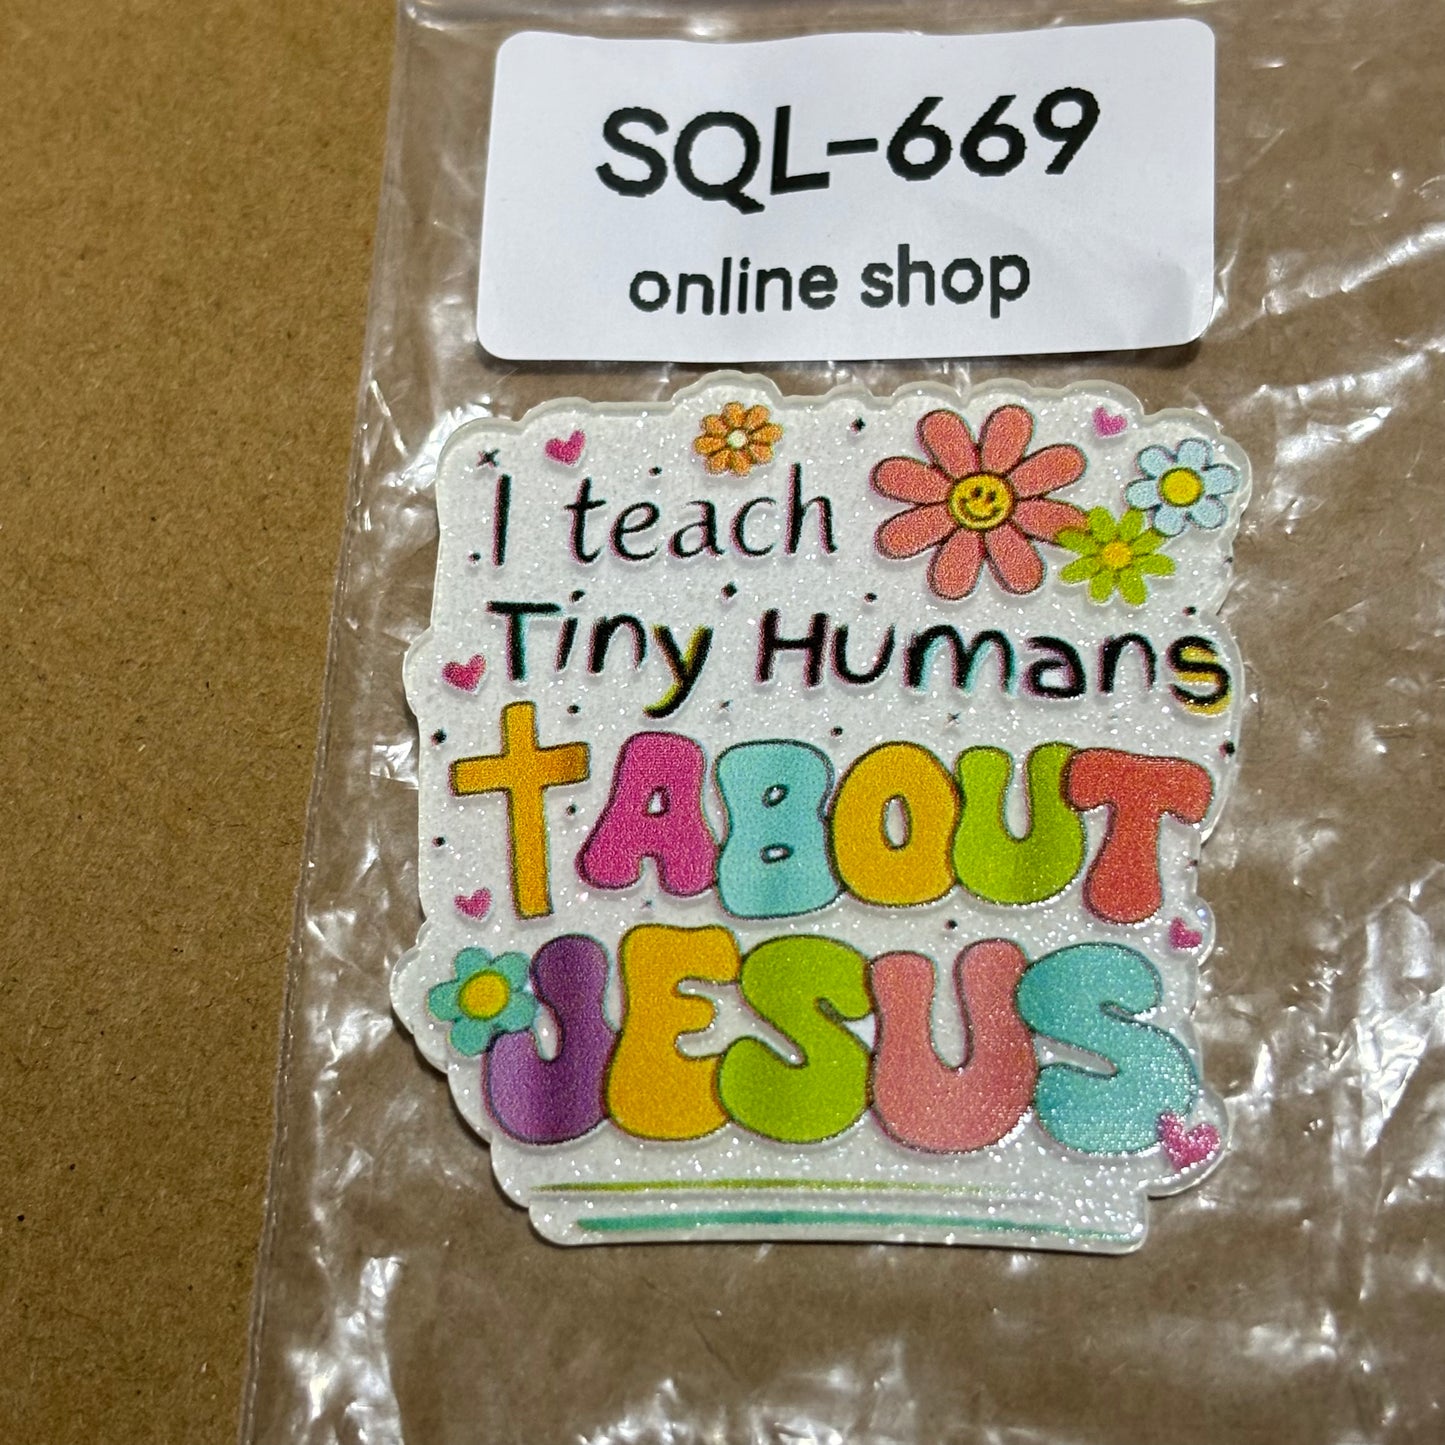 SQL-669
online shop
I teach
Tiny Humans
ABOUT
JESUS